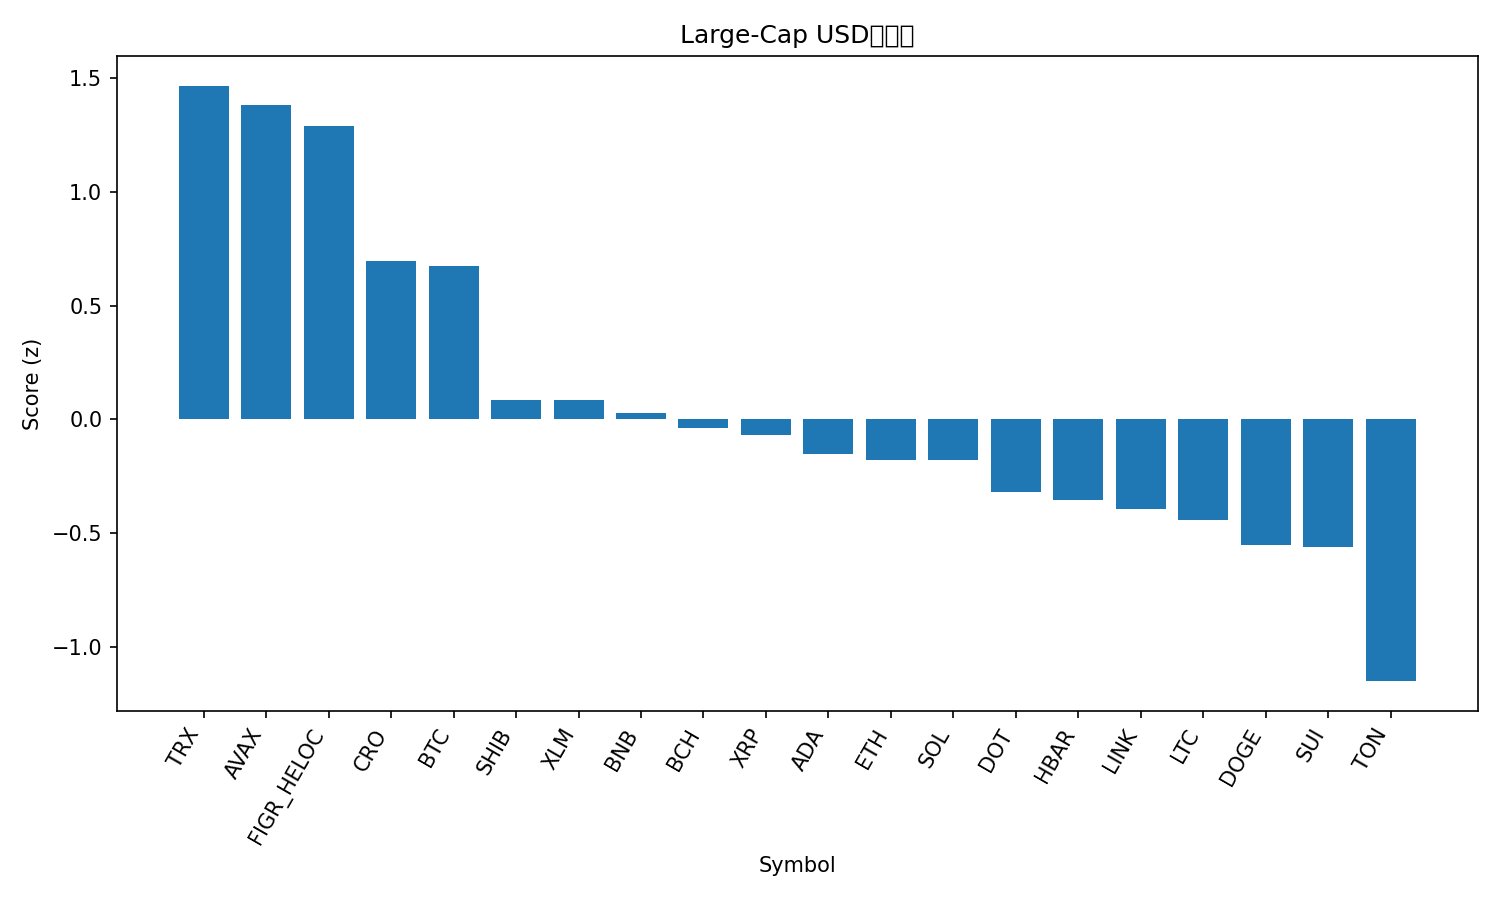 Large-Cap USD
Score (z)
1.5
1.0
0.5
0.0
−0.5
−1.0
TRX
AVAX
FIGR_HELOC
CRO
BTC
SHIB
XLM
BNB
BCH
XRP
ADA
ETH
SOL
DOT
HBAR
LINK
LTC
DOGE
SUI
TON
Symbol